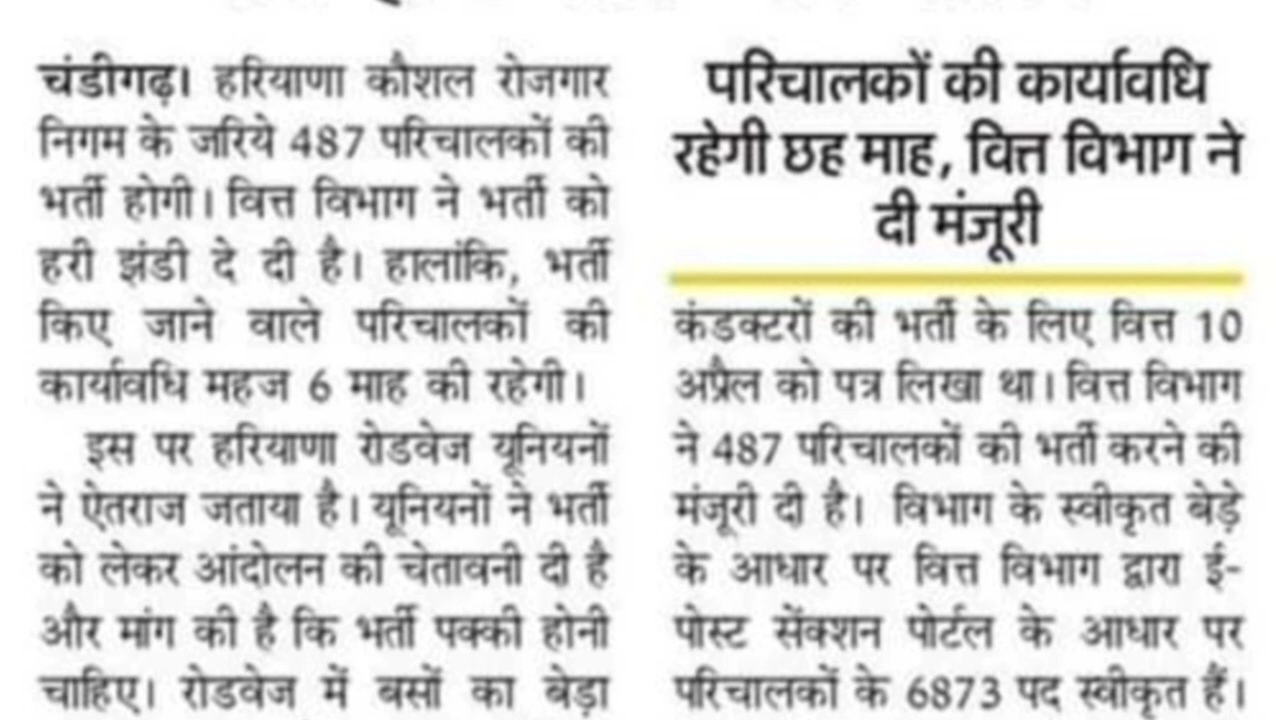 चंडीगढ़। हरियाणा कौशल रोजगार
निगम के जरिये 487 परिचालकों की
भर्ती होगी। वित्त विभाग ने भर्ती को
हरी झंडी दे दी है। हालांकि, भर्ती
किए जाने वाले परिचालकों की
कार्यावधि महज 6 माह की रहेगी।
इस पर हरियाणा रोडवेज यूनियनों
ने ऐतराज जताया है। यूनियनों ने भर्ती
को लेकर आंदोलन की चेतावनी दी है
और मांग की है कि भर्ती पक्की होनी
चाहिए। रोडवेज में बसों का बेड़ा
परिचालकों की कार्यावधि
रहेगी छह माह, वित्त विभाग ने
दी मंजूरी
कंडक्टरों की भर्ती के लिए वित्त 10
अप्रैल को पत्र लिखा था। वित्त विभाग
ने 487 परिचालकों की भर्ती करने की
मंजूरी दी है। विभाग के स्वीकृत बेड़े
के आधार पर वित्त विभाग द्वारा ई-
पोस्ट सेंक्शन पोर्टल के आधार पर
परिचालकों के 6873 पद स्वीकृत हैं।